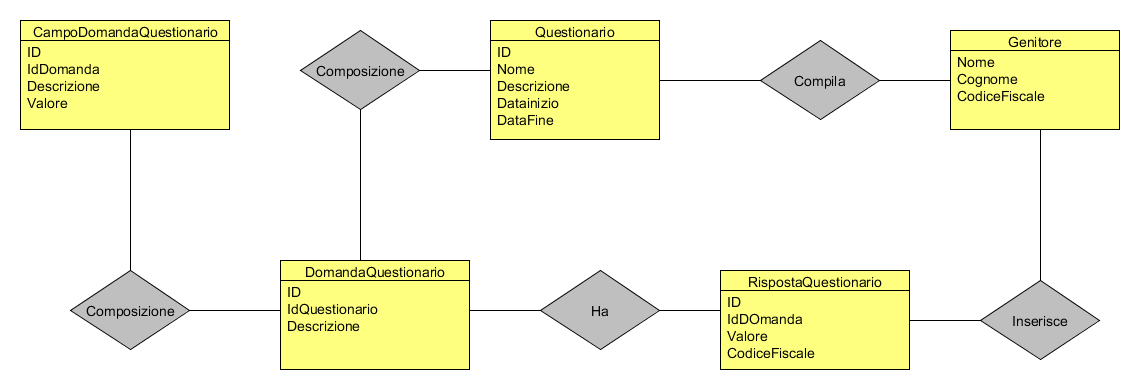 CampoDomandaQuestionario
ID
IdDomanda
Descrizione
Valore
Composizione
Questionario
ID
Nome
Descrizione
Datainizio
DataFine
Compila
Genitore
Nome
Cognome
CodiceFiscale
Composizione
DomandaQuestionario
ID
IdQuestionario
Descrizione
Ha
RispostaQuestionario
ID
IdDOmanda
Valore
CodiceFiscale
Inserisce